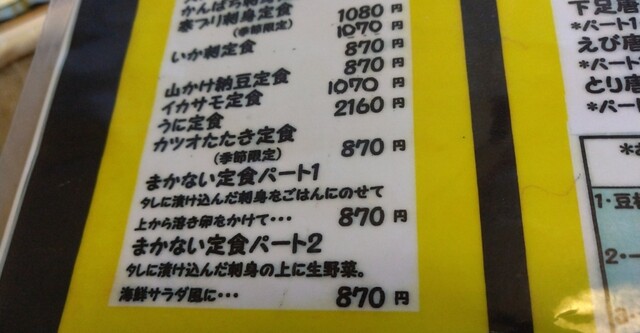 かんぱち刺身定食 1080円
寒ブリ刺身定食 1070円
(季節限定)
いか刺定食 870円
870円
山かけ納豆定食 1070円
イカサモ定食 2160円
うに定食
カツオたたき定食 870円
(季節限定)
まかない定食パート1
タレに漬け込んだ刺身をごはんにのせて
上から溶き卵をかけて・・・ 870円
まかない定食パート2
タレに漬け込んだ刺身の上に生野菜。
海鮮サラダ風に・・・ 870円
下足唐
*パート1
えび唐
*パート
とり唐
*パー
*お
1・豆
2・